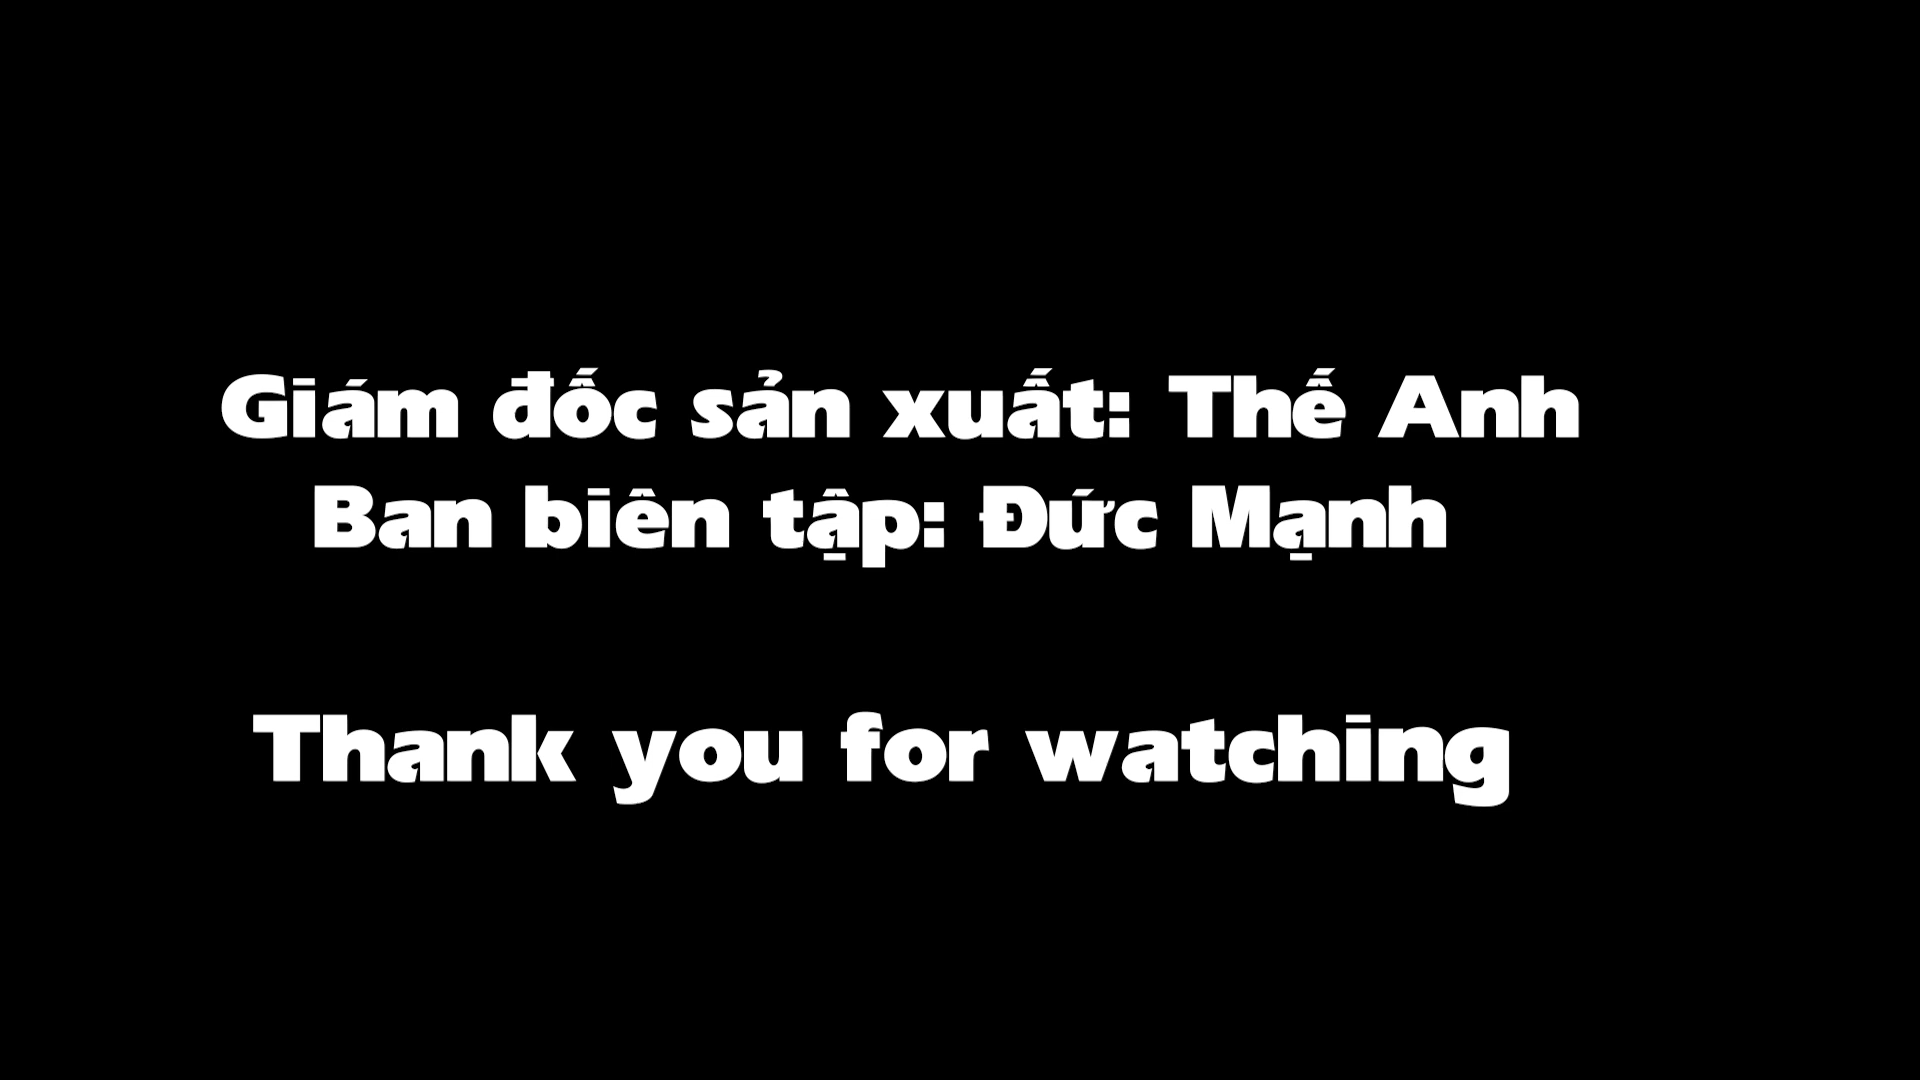 Giám đốc sản xuất: Thế Anh
Ban biên tập: Đức Mạnh
Thank you for watching